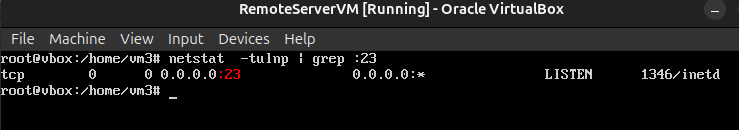 RemoteServerVM [Running] - Oracle VirtualBox
File Machine View Input Devices Help
root@vbox:/home/vm3# netstat -tulnp | grep :23
tcp 0 0 0.0.0.0:23 0.0.0.0:* LISTEN 1346/inetd
root@vbox:/home/vm3# _